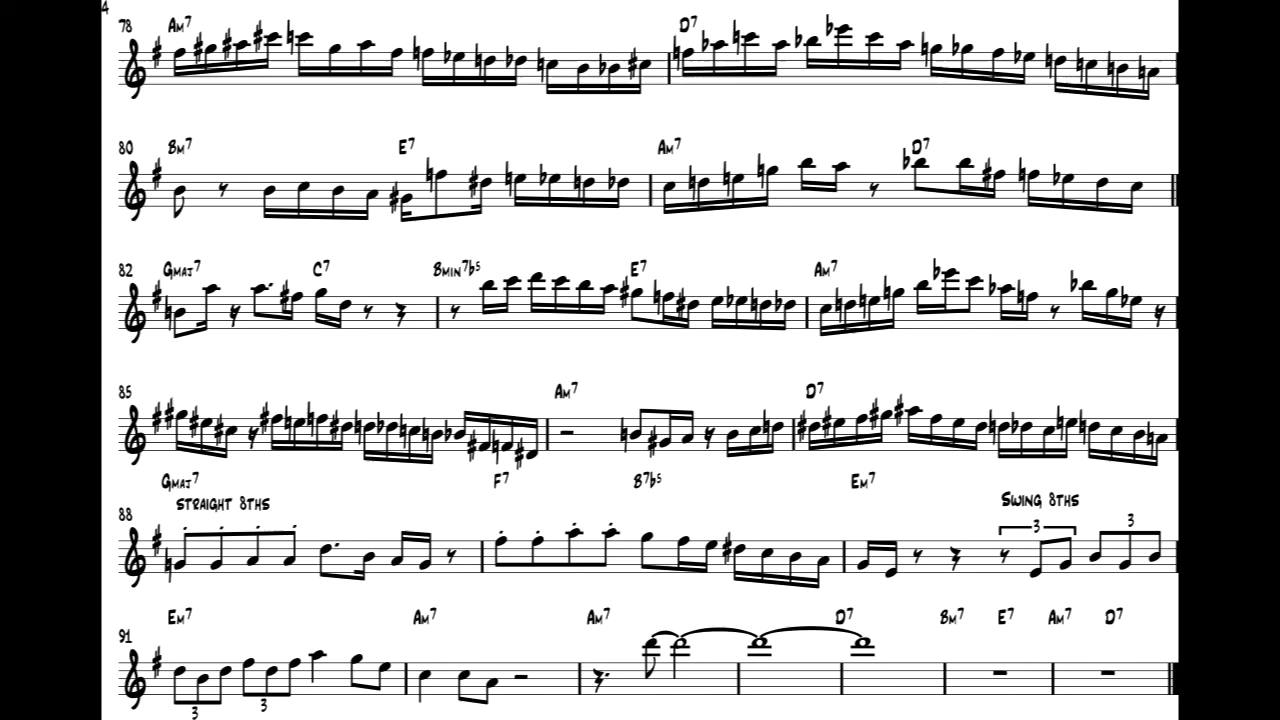 4
78 Am7 D7
80 Bm7 E7 Am7 D7
82 Gmaj7 C7 Bmin7b5 E7 Am7
85 Am7 D7
Gmaj7 F7 B7b5 Em7
88 STRAIGHT 8THS SWING 8THS
3 3
Em7 Am7 Am7 D7 Bm7 E7 Am7 D7
91
3 3